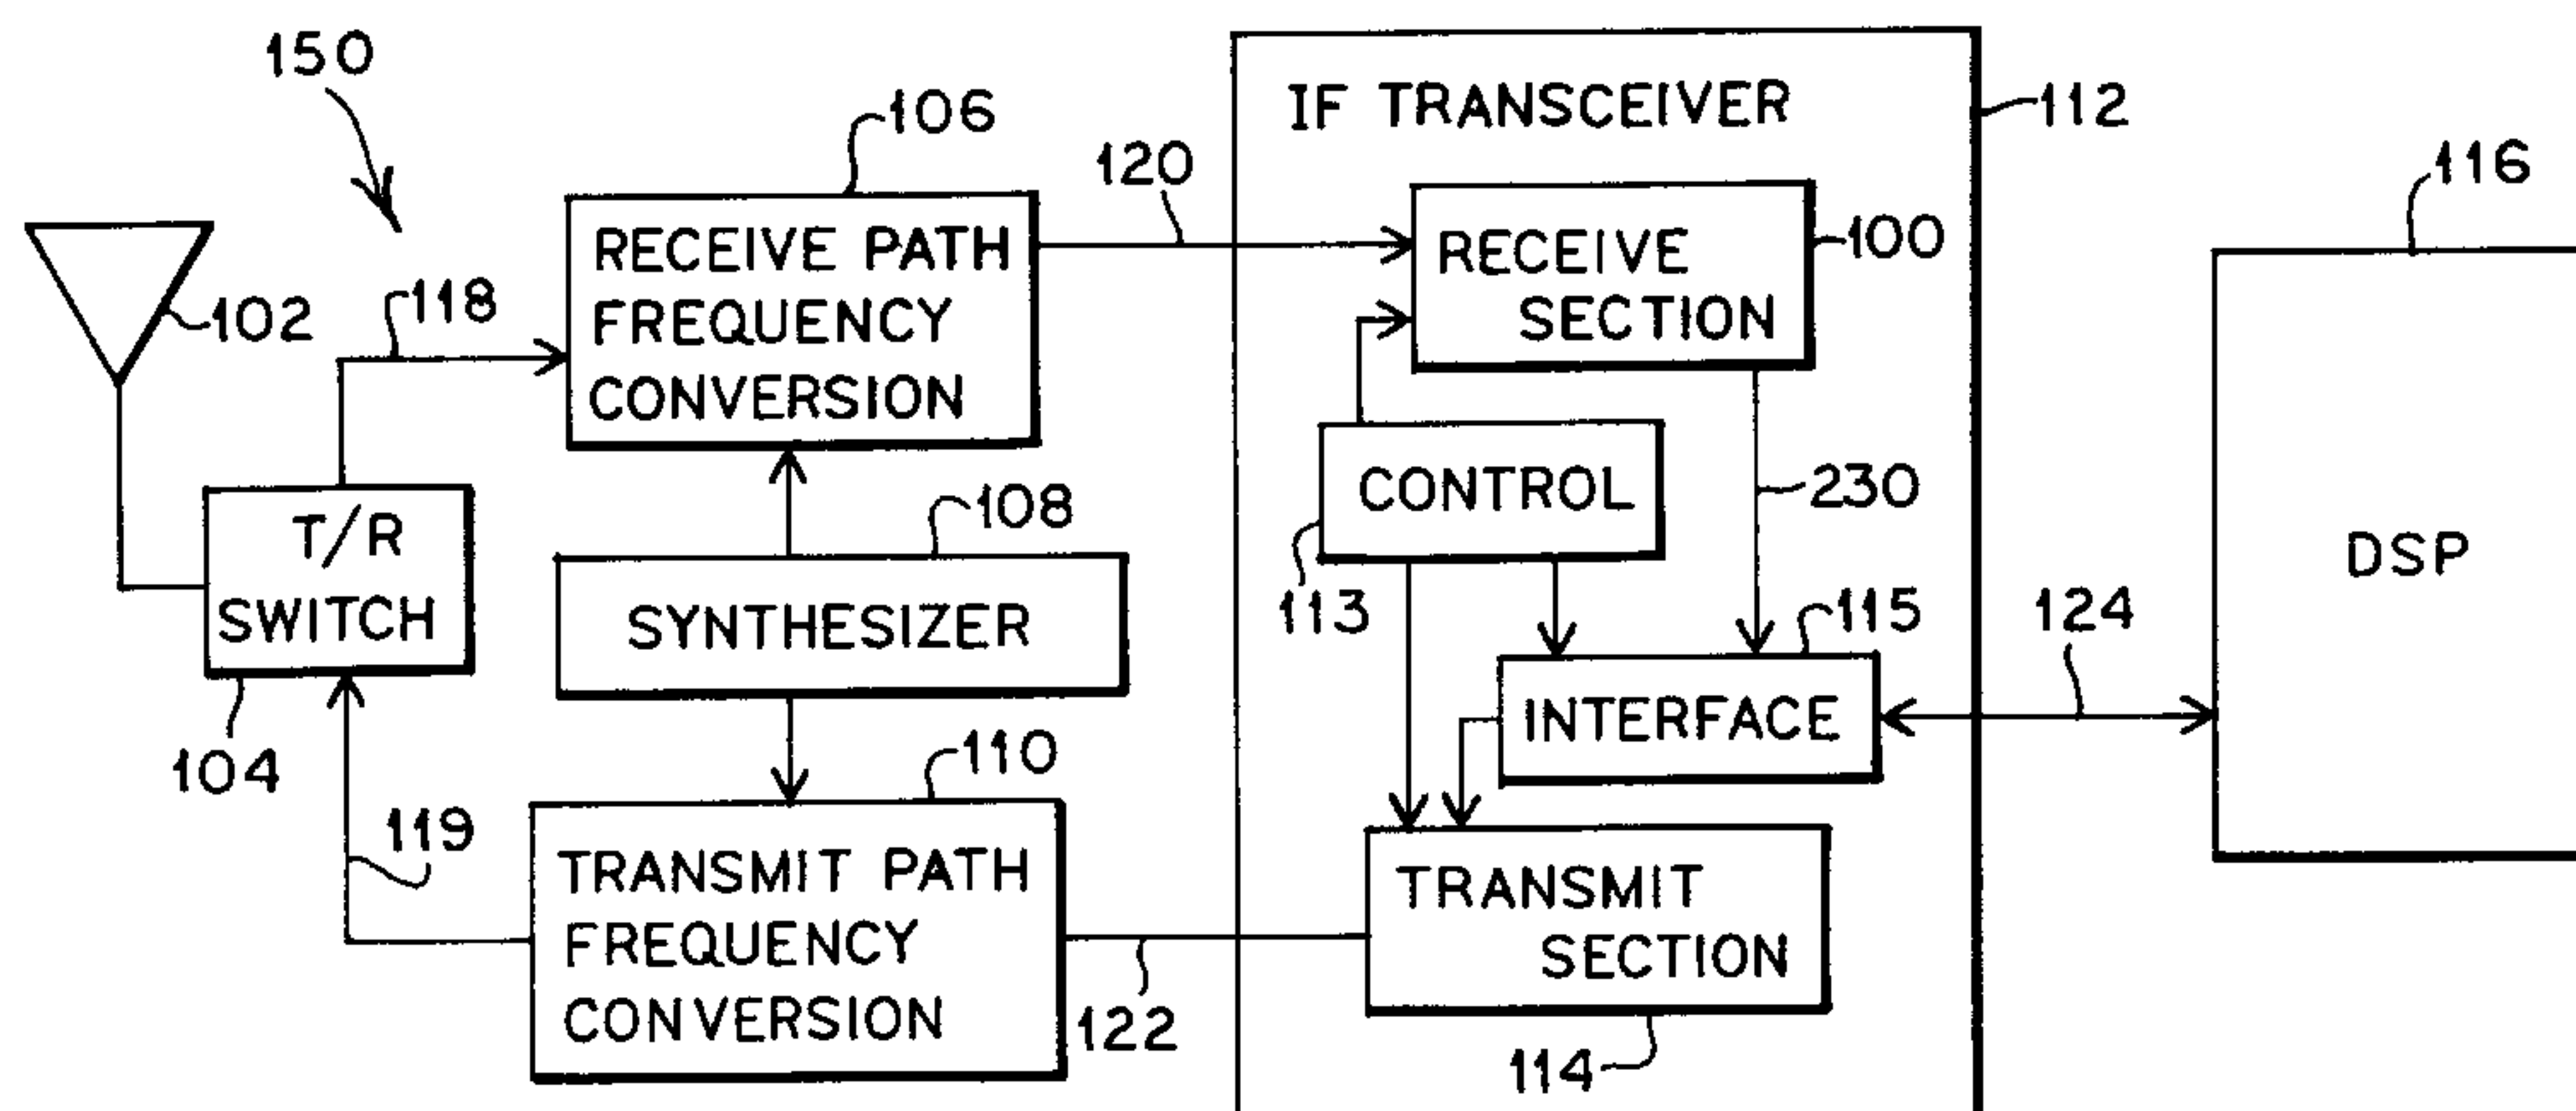 150
106
IF TRANSCEIVER
112
120
116
RECEIVE PATH
FREQUENCY
CONVERSION
RECEIVE
SECTION
100
102
118
CONTROL
230
T/R
SWITCH
108
DSP
SYNTHESIZER
113
115
124
INTERFACE
104
110
119
TRANSMIT PATH
FREQUENCY
CONVERSION
TRANSMIT
SECTION
122
114